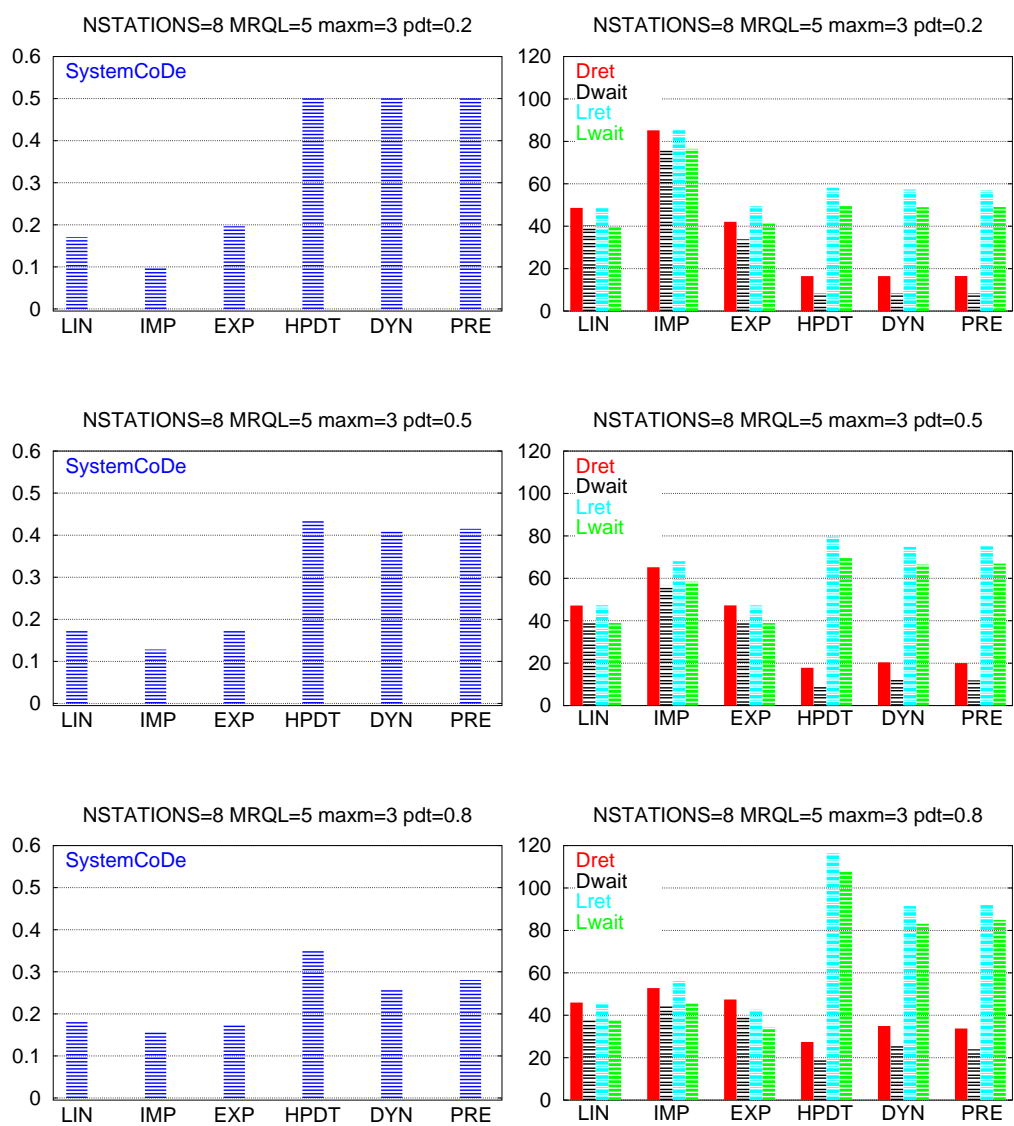 NSTATIONS=8 MRQL=5 maxm=3 pdt=0.2
0.6
0.5
0.4
0.3
0.2
0.1
0
SystemCoDe
LIN IMP EXP HPDT DYN PRE
NSTATIONS=8 MRQL=5 maxm=3 pdt=0.2
120
100
80
60
40
20
0
Dret
Dwait
Lret
Lwait
LIN IMP EXP HPDT DYN PRE
NSTATIONS=8 MRQL=5 maxm=3 pdt=0.5
0.6
0.5
0.4
0.3
0.2
0.1
0
SystemCoDe
LIN IMP EXP HPDT DYN PRE
NSTATIONS=8 MRQL=5 maxm=3 pdt=0.5
120
100
80
60
40
20
0
Dret
Dwait
Lret
Lwait
LIN IMP EXP HPDT DYN PRE
NSTATIONS=8 MRQL=5 maxm=3 pdt=0.8
0.6
0.5
0.4
0.3
0.2
0.1
0
SystemCoDe
LIN IMP EXP HPDT DYN PRE
NSTATIONS=8 MRQL=5 maxm=3 pdt=0.8
120
100
80
60
40
20
0
Dret
Dwait
Lret
Lwait
LIN IMP EXP HPDT DYN PRE